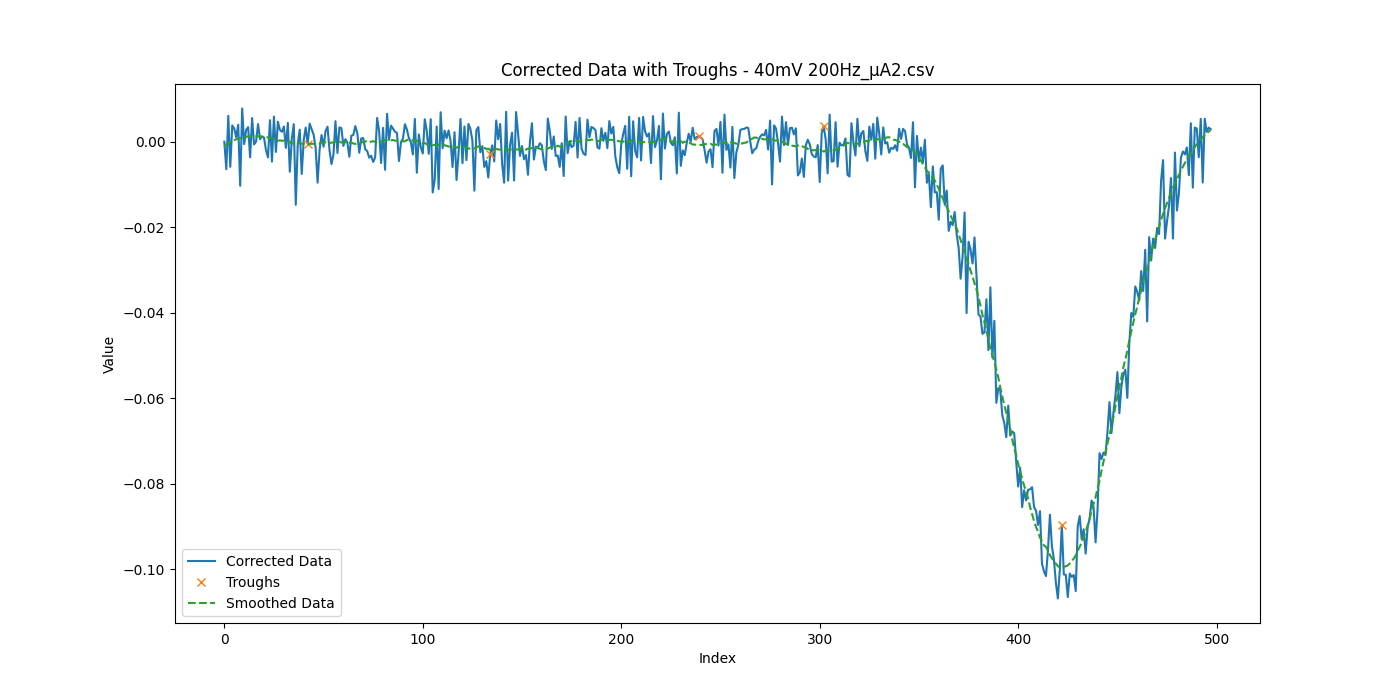 Corrected Data with Troughs - 40mV 200Hz_µA2.csv
Value
0.00
−0.02
−0.04
−0.06
−0.08
−0.10
Corrected Data
Troughs
Smoothed Data
0 100 200 300 400 500
Index